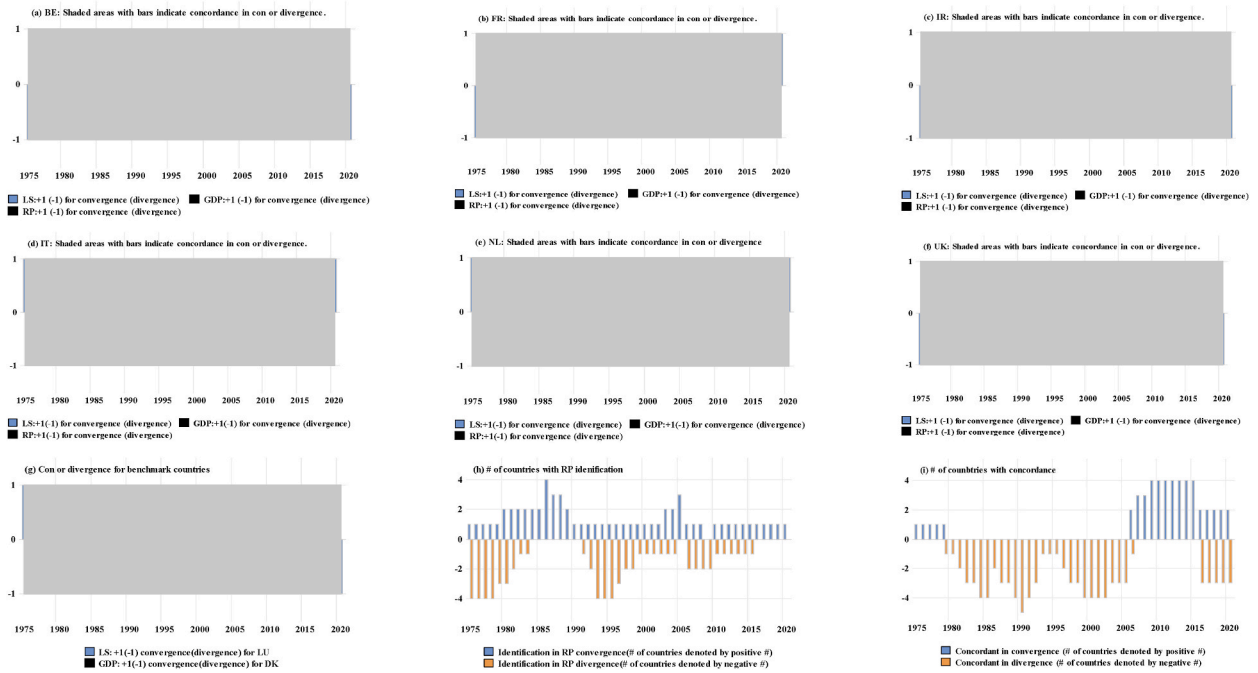 (a) BE: Shaded areas with bars indicate concordance in con or divergence.
1
0
-1
1975 1980 1985 1990 1995 2000 2005 2010 2015 2020
LS:+1 (-1) for convergence (divergence) GDP:+1 (-1) for convergence (divergence)
RP:+1 (-1) for convergence (divergence)
(b) FR: Shaded areas with bars indicate concordance in con or divergence.
1
0
-1
1975 1980 1985 1990 1995 2000 2005 2010 2015 2020
LS:+1 (-1) for convergence (divergence) GDP:+1 (-1) for convergence (divergence)
RP:+1 (-1) for convergence (divergence)
(c) IR: Shaded areas with bars indicate concordance in con or divergence.
1
0
-1
1975 1980 1985 1990 1995 2000 2005 2010 2015 2020
LS:+1 (-1) for convergence (divergence) GDP:+1 (-1) for convergence (divergence)
RP:+1 (-1) for convergence (divergence)
(d) IT: Shaded areas with bars indicate concordance in con or divergence.
1
0
-1
1975 1980 1985 1990 1995 2000 2005 2010 2015 2020
LS:+1(-1) for convergence (divergence) GDP:+1(-1) for convergence (divergence)
RP:+1(-1) for convergence (divergence)
(e) NL: Shaded areas with bars indicate concordance in con or divergence
1
0
-1
1975 1980 1985 1990 1995 2000 2005 2010 2015 2020
LS:+1(-1) for convergence (divergence) GDP:+1(-1) for convergence (divergence)
RP:+1(-1) for convergence (divergence)
(f) UK: Shaded areas with bars indicate concordance in con or divergence.
1
0
-1
1975 1980 1985 1990 1995 2000 2005 2010 2015 2020
LS:+1 (-1) for convergence (divergence) GDP:+1 (-1) for convergence (divergence)
RP:+1 (-1) for convergence (divergence)
(g) Con or divergence for benchmark countries
1
0
-1
1975 1980 1985 1990 1995 2000 2005 2010 2015 2020
LS: +1(-1) convergence(divergence) for LU
GDP: +1(-1) convergence(divergence) for DK
(h) # of countries with RP idenification
4
2
0
-2
-4
1975 1980 1985 1990 1995 2000 2005 2010 2015 2020
Identification in RP convergence(# of countries denoted by positive #)
Identification in RP divergence(# of countries denoted by negative #)
(i) # of counbtries with concordance
4
2
0
-2
-4
1975 1980 1985 1990 1995 2000 2005 2010 2015 2020
Concordant in convergence (# of countries denoted by positive #)
Concordant in divergence (# of countries denoted by negative #)